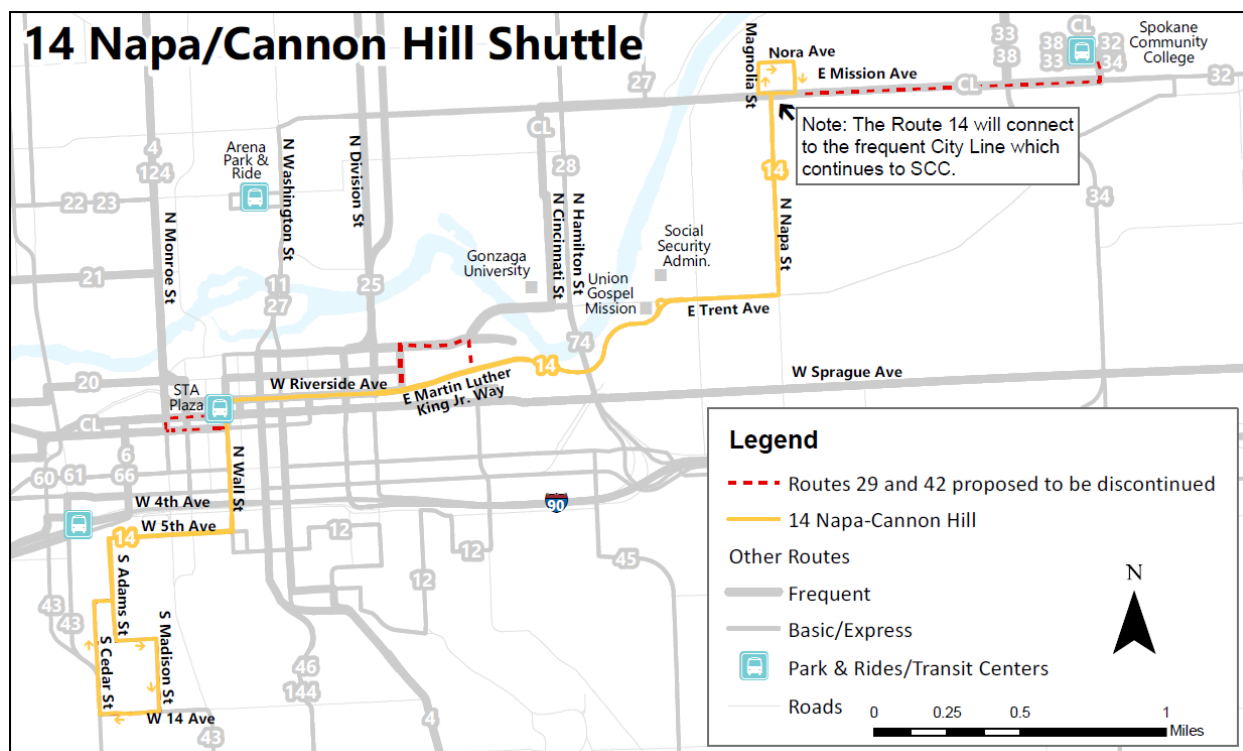 14 Napa/Cannon Hill Shuttle
Magnolia St
Nora Ave
E Mission Ave
CL
33
38
CL
38
33
32
34
Spokane
Community
College
32
CL
27
4
124
Arena
Park &
Ride
N Washington St
N Division St
CL
28
Note: The Route 14 will connect
to the frequent City Line which
continues to SCC.
14
34
22
23
N Monroe St
N Cincinnati St
N Hamilton St
N Napa St
Social
Security
Admin.
Gonzaga
University
Union
Gospel
Mission
21
11
27
25
E Trent Ave
74
14
20
STA
Plaza
W Riverside Ave
E Martin Luther
King Jr. Way
W Sprague Ave
CL
6
60
61
66
N Wall St
W 4th Ave
90
W 5th Ave
14
12
12
12
45
S Adams St
43
43
S Cedar St
S Madison St
W 14 Ave
43
46
144
4
Legend
Routes 29 and 42 proposed to be discontinued
14 Napa-Cannon Hill
Other Routes
Frequent
Basic/Express
Park & Rides/Transit Centers
Roads
N
0 0.25 0.5 1
Miles